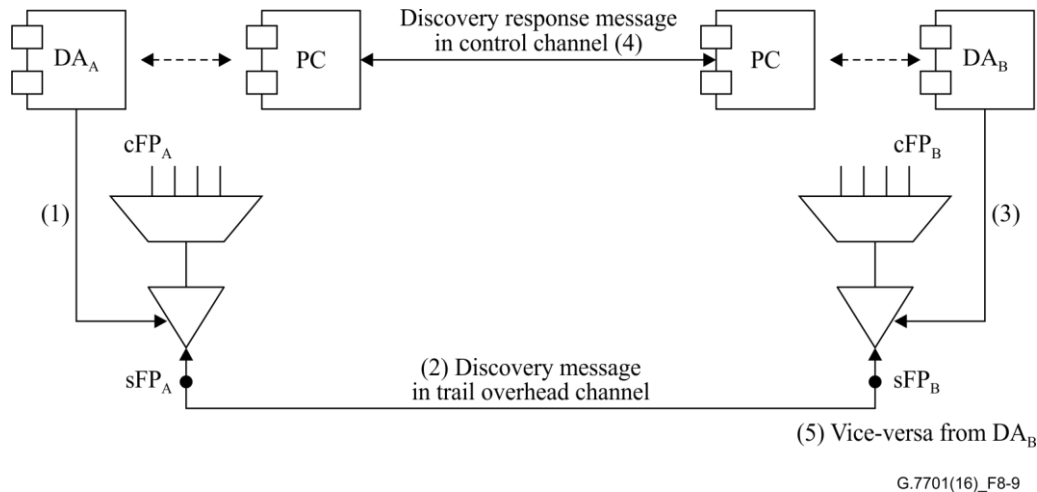 Discovery response message
in control channel (4)
DA_A
PC
PC
DA_B
cFP_A
cFP_B
(1)
(3)
(2) Discovery message
in trail overhead channel
sFP_A
sFP_B
(5) Vice-versa from DA_B
G.7701(16)_F8-9